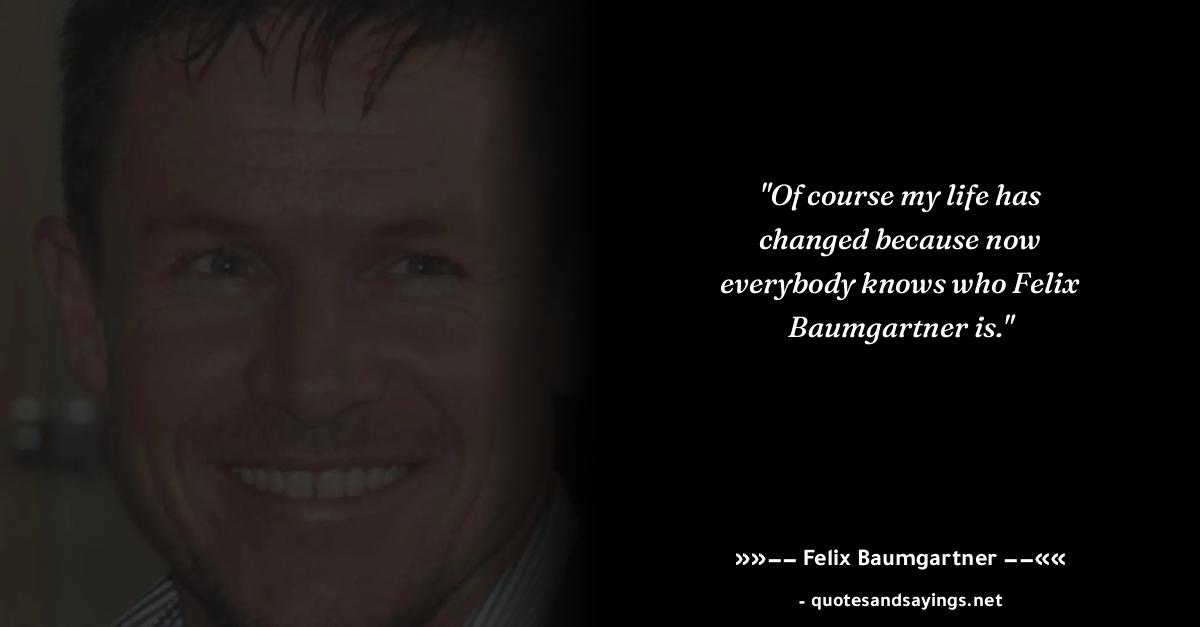 "Of course my life has
changed because now
everybody knows who Felix
Baumgartner is."
»»−− Felix Baumgartner −−««
- quotesandsayings.net